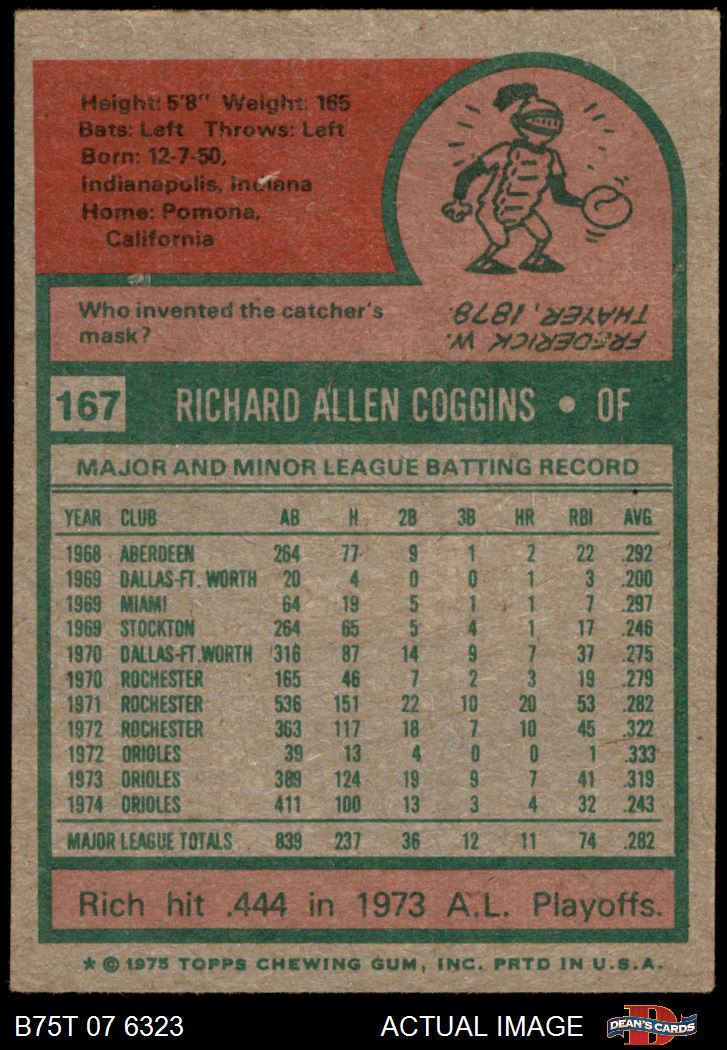 Height: 5'8" Weight: 165
Bats: Left Throws: Left
Born: 12-7-50,
Indianapolis, Indiana
Home: Pomona,
California
Who invented the catcher's
mask?
FREDERICK W.
THAYER, 1878.
167 RICHARD ALLEN COGGINS • OF
MAJOR AND MINOR LEAGUE BATTING RECORD
YEAR CLUB AB H 2B 3B HR RBI AVG.
1968 ABERDEEN 264 77 9 1 2 22 .292
1969 DALLAS-FT. WORTH 20 4 0 0 1 3 .200
1969 MIAMI 64 19 5 1 1 7 .297
1969 STOCKTON 264 65 5 4 1 17 .246
1970 DALLAS-FT.WORTH 316 87 14 9 7 37 .275
1970 ROCHESTER 165 46 7 2 3 19 .279
1971 ROCHESTER 536 151 22 10 20 53 .282
1972 ROCHESTER 363 117 18 7 10 45 .322
1972 ORIOLES 39 13 4 0 0 1 .333
1973 ORIOLES 389 124 19 9 7 41 .319
1974 ORIOLES 411 100 13 3 4 32 .243
MAJOR LEAGUE TOTALS 839 237 36 12 11 74 .282
Rich hit .444 in 1973 A.L. Playoffs.
* © 1975 TOPPS CHEWING GUM, INC. PRTD IN U.S.A.
B75T 07 6323 ACTUAL IMAGE D DEAN'S CARDS